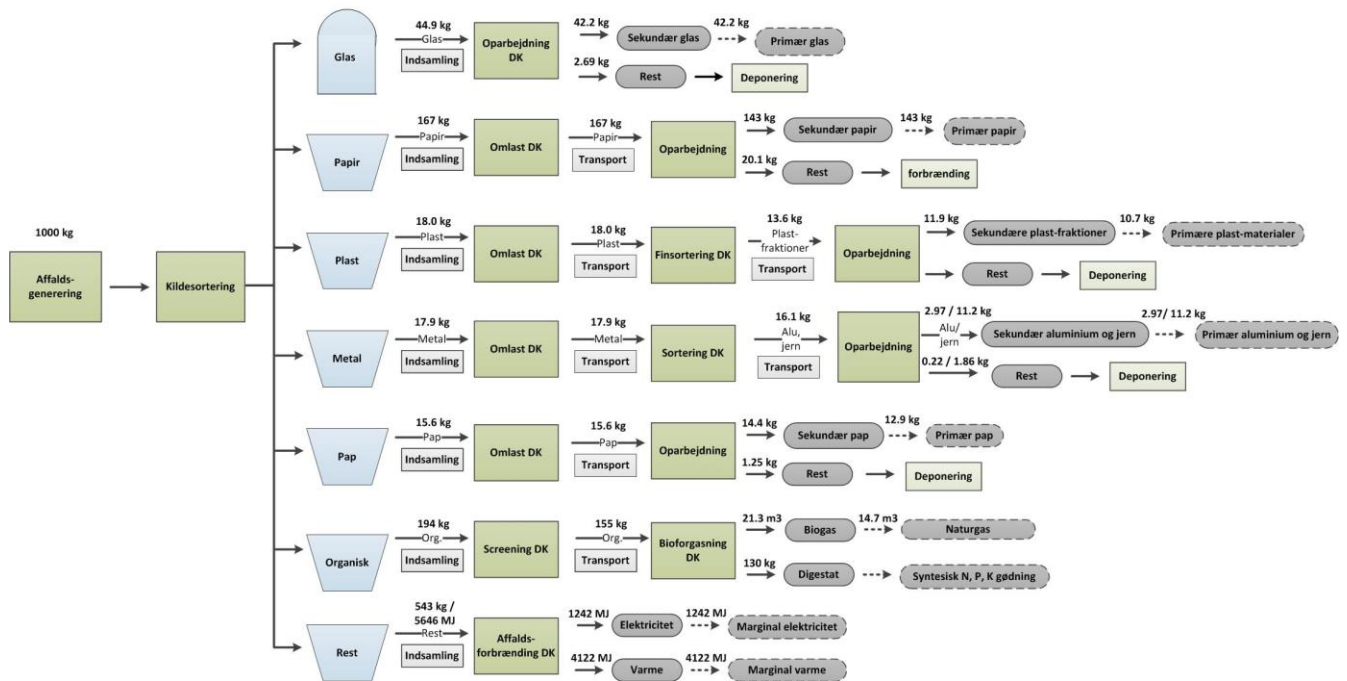 1000 kg
Affalds-
generering
Kildesortering
Glas
44.9 kg
Glas
Indsamling
Oparbejdning
DK
42.2 kg
Sekundær glas
42.2 kg
Primær glas
2.69 kg
Rest
Deponering
Papir
167 kg
Papir
Indsamling
Omlast DK
167 kg
Papir
Transport
Oparbejdning
143 kg
Sekundær papir
143 kg
Primær papir
20.1 kg
Rest
forbrænding
Plast
18.0 kg
Plast
Indsamling
Omlast DK
18.0 kg
Plast
Transport
Finsortering DK
13.6 kg
Plast-
fraktioner
Transport
Oparbejdning
11.9 kg
Sekundære plast-fraktioner
10.7 kg
Primære plast-materialer
Rest
Deponering
Metal
17.9 kg
Metal
Indsamling
Omlast DK
17.9 kg
Metal
Transport
Sortering DK
16.1 kg
Alu,
jern
Transport
Oparbejdning
2.97 / 11.2 kg
Alu/
jern
Sekundær aluminium og jern
2.97/ 11.2 kg
Primær aluminium og jern
0.22 / 1.86 kg
Rest
Deponering
Pap
15.6 kg
Pap
Indsamling
Omlast DK
15.6 kg
Pap
Transport
Oparbejdning
14.4 kg
Sekundær pap
12.9 kg
Primær pap
1.25 kg
Rest
Deponering
Organisk
194 kg
Org.
Indsamling
Screening DK
155 kg
Org.
Transport
Bioforgasning
DK
21.3 m3
Biogas
14.7 m3
Naturgas
130 kg
Digestat
Syntesisk N, P, K gødning
Rest
543 kg /
5646 MJ
Rest
Indsamling
Affalds-
forbrænding DK
1242 MJ
Elektricitet
1242 MJ
Marginal elektricitet
4122 MJ
Varme
4122 MJ
Marginal varme